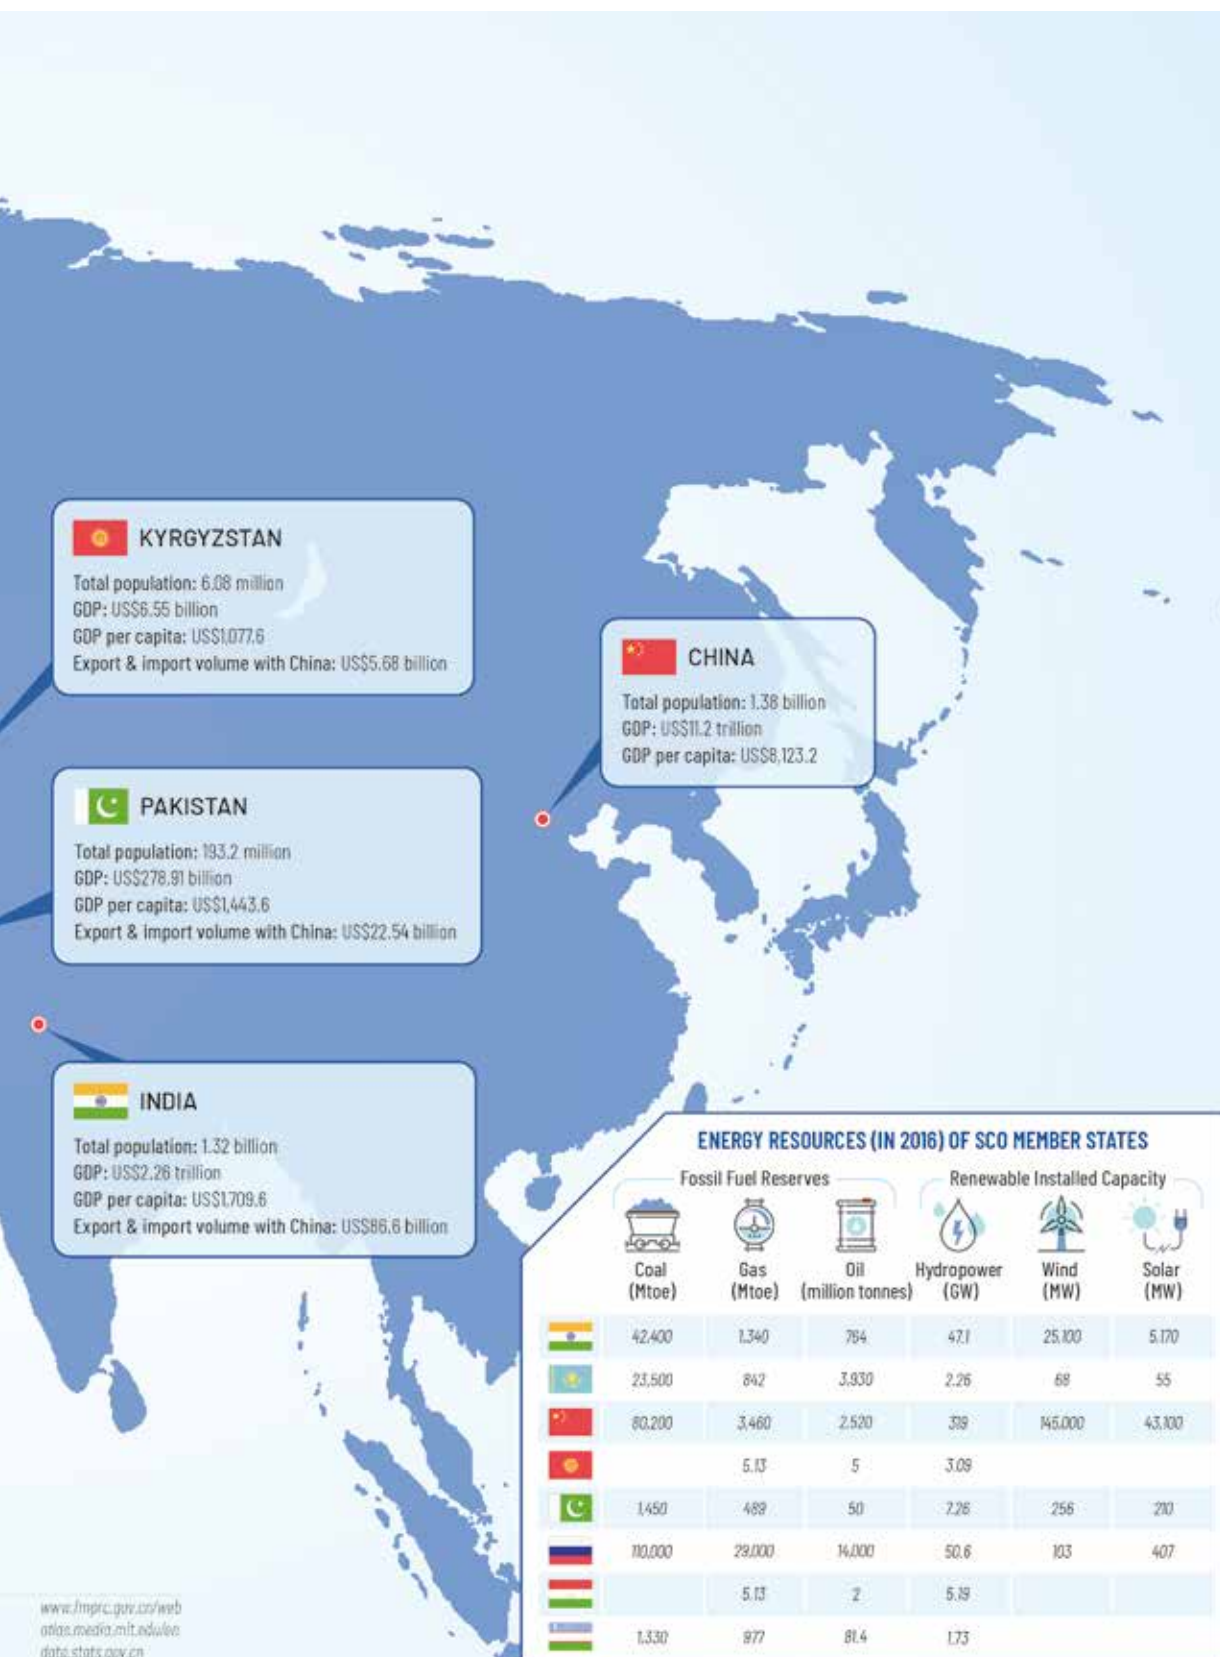 KYRGYZSTAN
Total population: 6.08 million
GDP: US$6.55 billion
GDP per capita: US$1,077.6
Export & import volume with China: US$5.68 billion
CHINA
Total population: 1.38 billion
GDP: US$11.2 trillion
GDP per capita: US$8,123.2
PAKISTAN
Total population: 193.2 million
GDP: US$278.91 billion
GDP per capita: US$1,443.6
Export & import volume with China: US$22.54 billion
INDIA
Total population: 1.32 billion
GDP: US$2.26 trillion
GDP per capita: US$1,709.6
Export & import volume with China: US$86.6 billion
ENERGY RESOURCES (IN 2016) OF SCO MEMBER STATES
Fossil Fuel Reserves Renewable Installed Capacity
Coal Gas Oil Hydropower Wind Solar
(Mtoe) (Mtoe) (million tonnes) (GW) (MW) (MW)
42,400 1,340 764 47.1 25,100 5,170
23,500 842 3,930 2.26 68 55
80,200 3,460 2,520 319 145,000 43,100
5.13 5 3.09
1,450 489 50 7.26 256 210
110,000 29,000 14,000 50.6 103 407
5.13 2 5.19
1,330 977 81.4 1.73
www.fmprc.gov.cn/web
atlas.media.mit.edu/en
data.stats.gov.cn